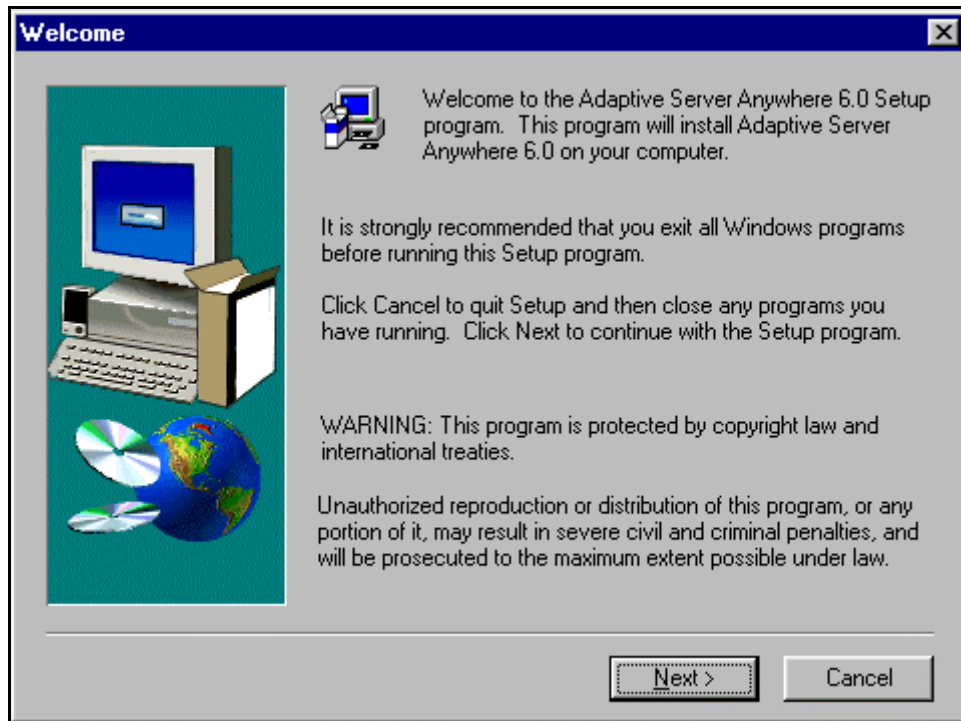 Welcome
Welcome to the Adaptive Server Anywhere 6.0 Setup
program.  This program will install Adaptive Server
Anywhere 6.0 on your computer.
It is strongly recommended that you exit all Windows programs
before running this Setup program.
Click Cancel to quit Setup and then close any programs you
have running.  Click Next to continue with the Setup program.
WARNING: This program is protected by copyright law and
international treaties.
Unauthorized reproduction or distribution of this program, or any
portion of it, may result in severe civil and criminal penalties, and
will be prosecuted to the maximum extent possible under law.
Next >
Cancel